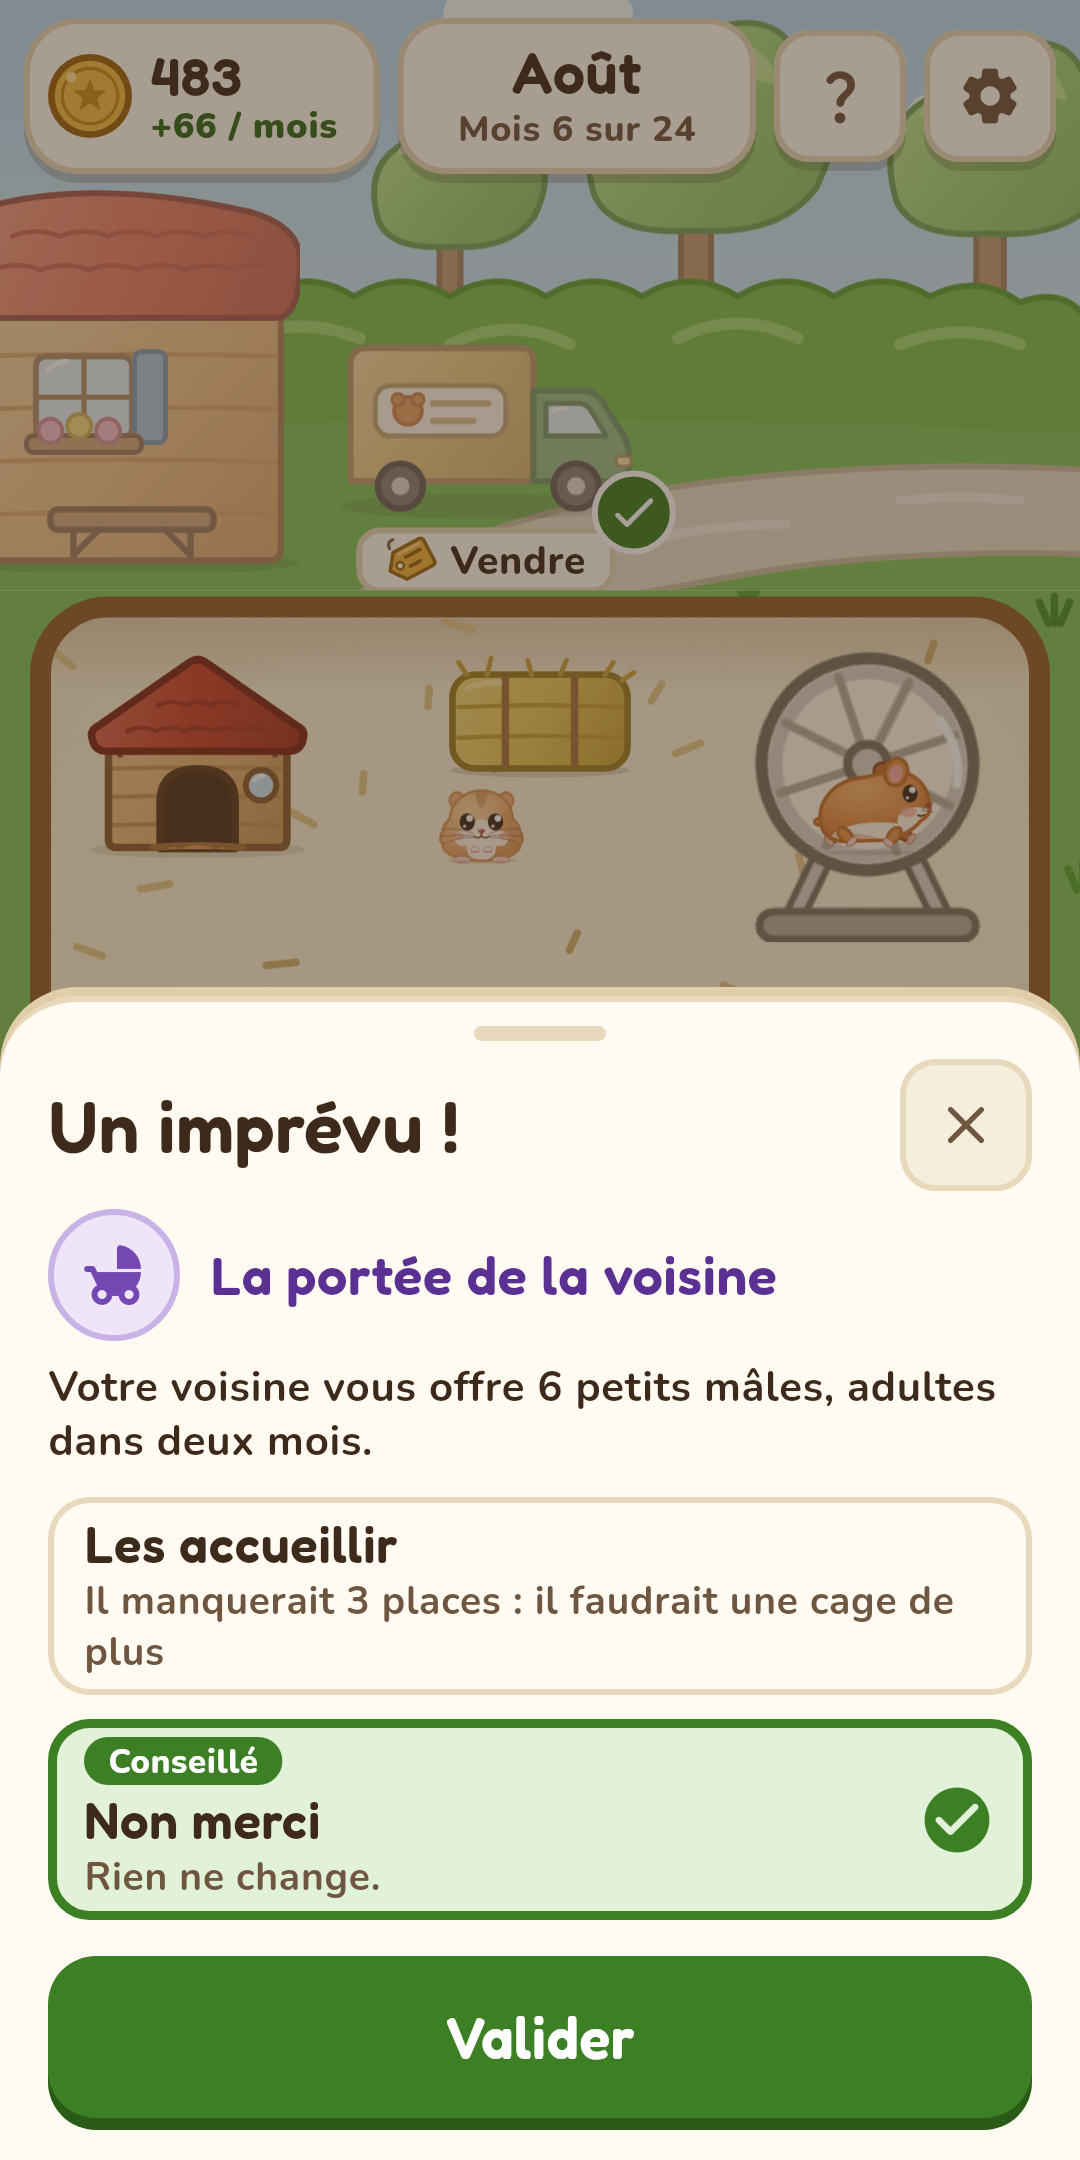 483
+66 / mois
Août
Mois 6 sur 24
?
Vendre
Un imprévu !
La portée de la voisine
Votre voisine vous offre 6 petits mâles, adultes
dans deux mois.
Les accueillir
Il manquerait 3 places : il faudrait une cage de
plus
Conseillé
Non merci
Rien ne change.
Valider